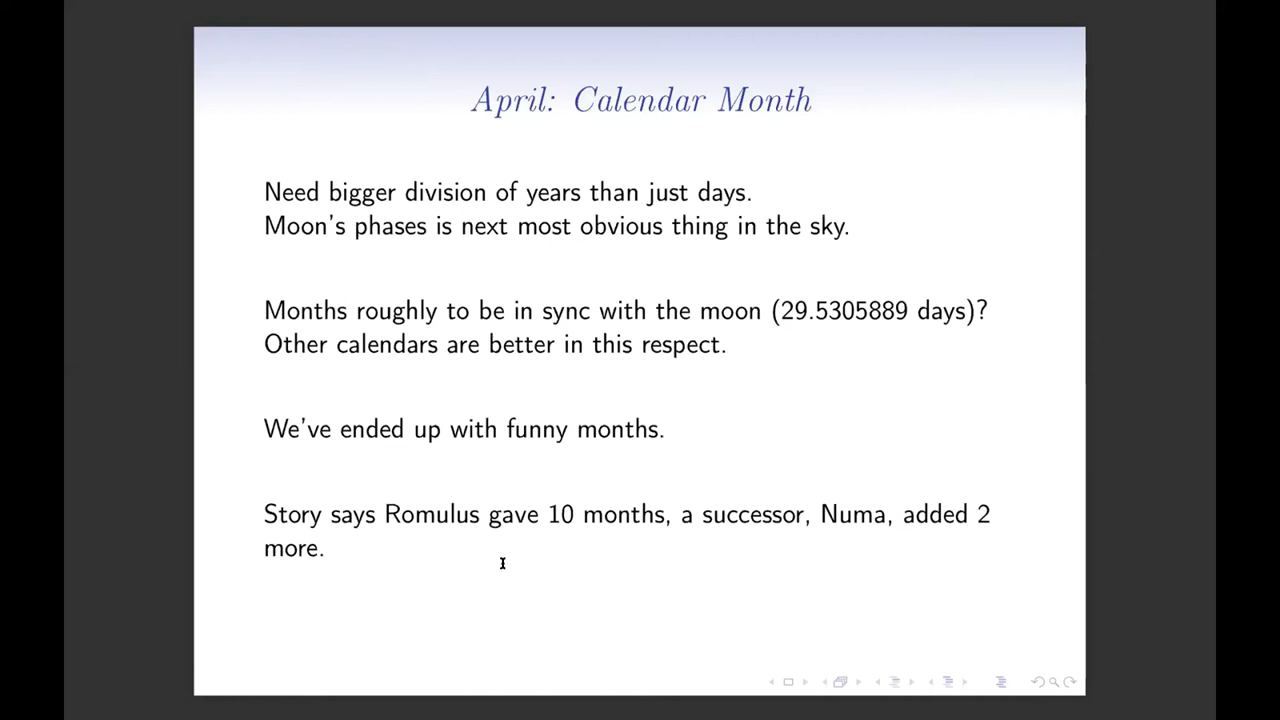 April: Calendar Month
Need bigger division of years than just days.
Moon's phases is next most obvious thing in the sky.
Months roughly to be in sync with the moon (29.5305889 days)?
Other calendars are better in this respect.
We've ended up with funny months.
Story says Romulus gave 10 months, a successor, Numa, added 2
more.